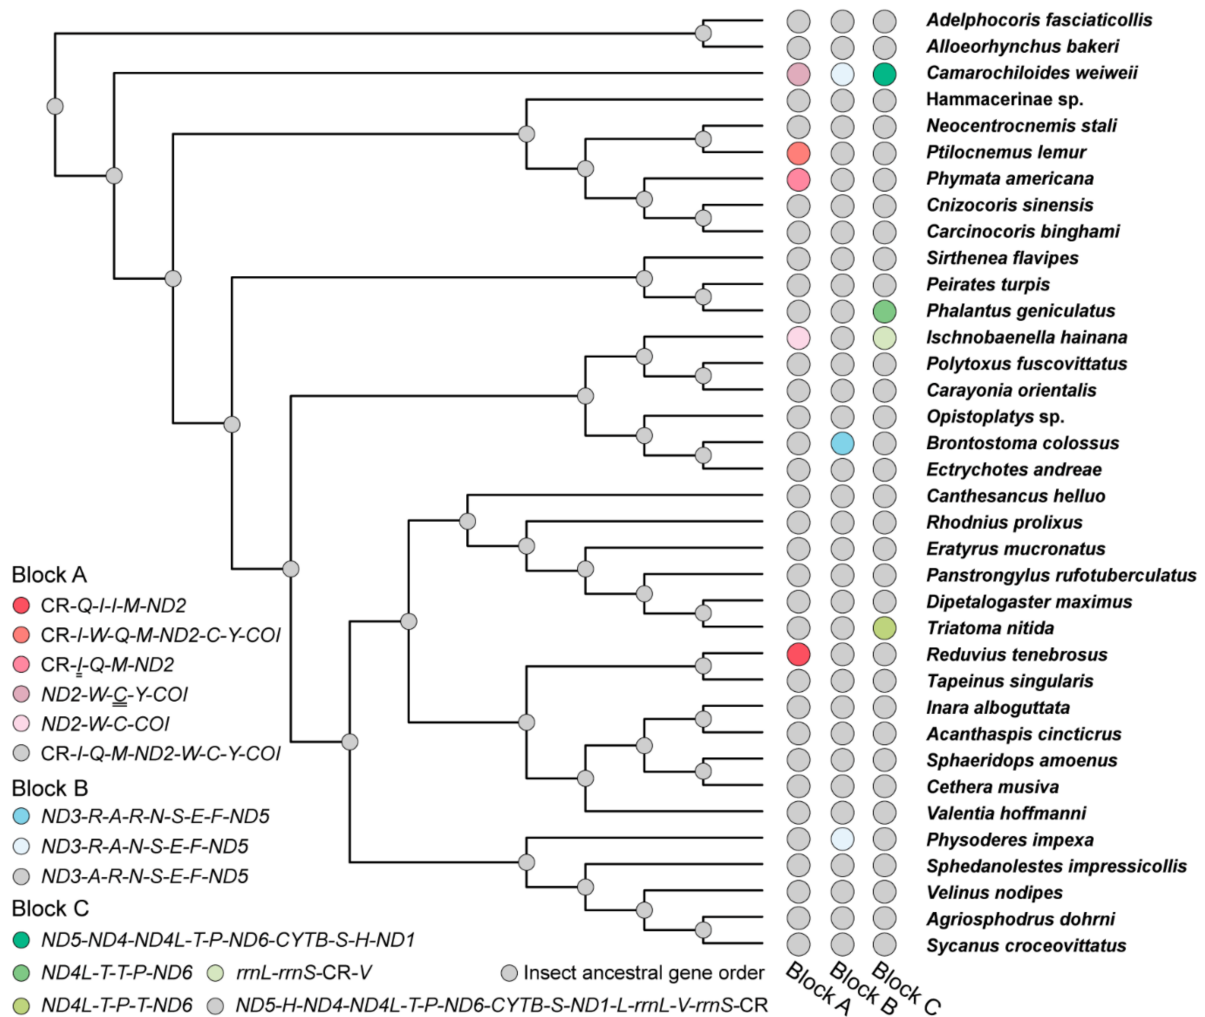 Adelphocoris fasciaticollis
Alloeorhynchus bakeri
Camarochiloides weiweii
Hammacerinae sp.
Neocentrocnemis stali
Ptilocnemus lemur
Phymata americana
Cnizocoris sinensis
Carcinocoris binghami
Sirthenea flavipes
Peirates turpis
Phalantus geniculatus
Ischnobaenella hainana
Polytoxus fuscovittatus
Carayonia orientalis
Opistoplatys sp.
Brontostoma colossus
Ectrychotes andreae
Canthesancus helluo
Rhodnius prolixus
Eratyrus mucronatus
Panstrongylus rufotuberculatus
Dipetalogaster maximus
Triatoma nitida
Reduvius tenebrosus
Tapeinus singularis
Inara alboguttata
Acanthaspis cincticrus
Sphaeridops amoenus
Cethera musiva
Valentia hoffmanni
Physoderes impexa
Sphedanolestes impressicollis
Velinus nodipes
Agriosphodrus dohrni
Sycanus croceovittatus
Block A
CR-Q-I-I-M-ND2
CR-I-W-Q-M-ND2-C-Y-COI
CR-I-Q-M-ND2
ND2-W-C-Y-COI
ND2-W-C-COI
CR-I-Q-M-ND2-W-C-Y-COI
Block B
ND3-R-A-R-N-S-E-F-ND5
ND3-R-A-N-S-E-F-ND5
ND3-A-R-N-S-E-F-ND5
Block C
ND5-ND4-ND4L-T-P-ND6-CYTB-S-H-ND1
ND4L-T-T-P-ND6 rrnL-rrnS-CR-V Insect ancestral gene order
ND4L-T-P-T-ND6 ND5-H-ND4-ND4L-T-P-ND6-CYTB-S-ND1-L-rrnL-V-rrnS-CR
Block A
Block B
Block C